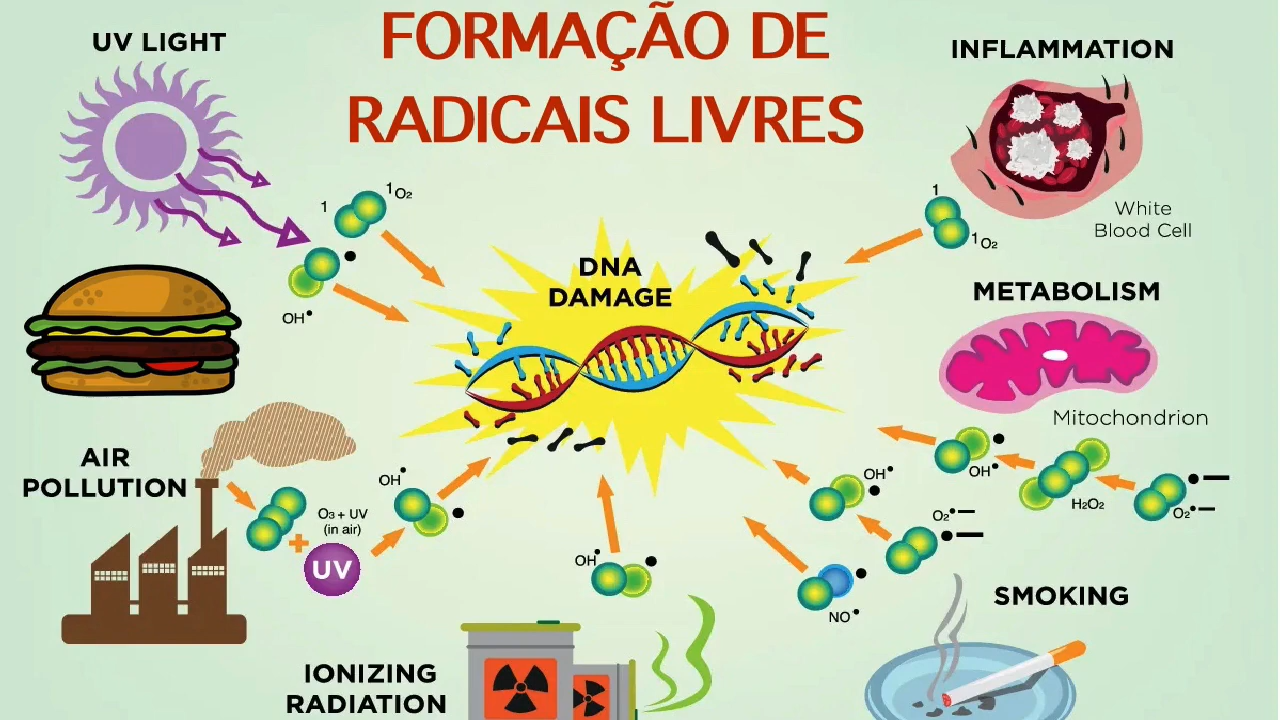 FORMAÇÃO DE
RADICAIS LIVRES
UV LIGHT
1
¹O₂
OH•
INFLAMMATION
White
Blood Cell
1
¹O₂
DNA
DAMAGE
METABOLISM
Mitochondrion
OH•
H₂O₂
O₂•—
AIR
POLLUTION
O₃ + UV
(in air)
UV
OH•
OH•
OH•
O₂•—
NO•
SMOKING
IONIZING
RADIATION